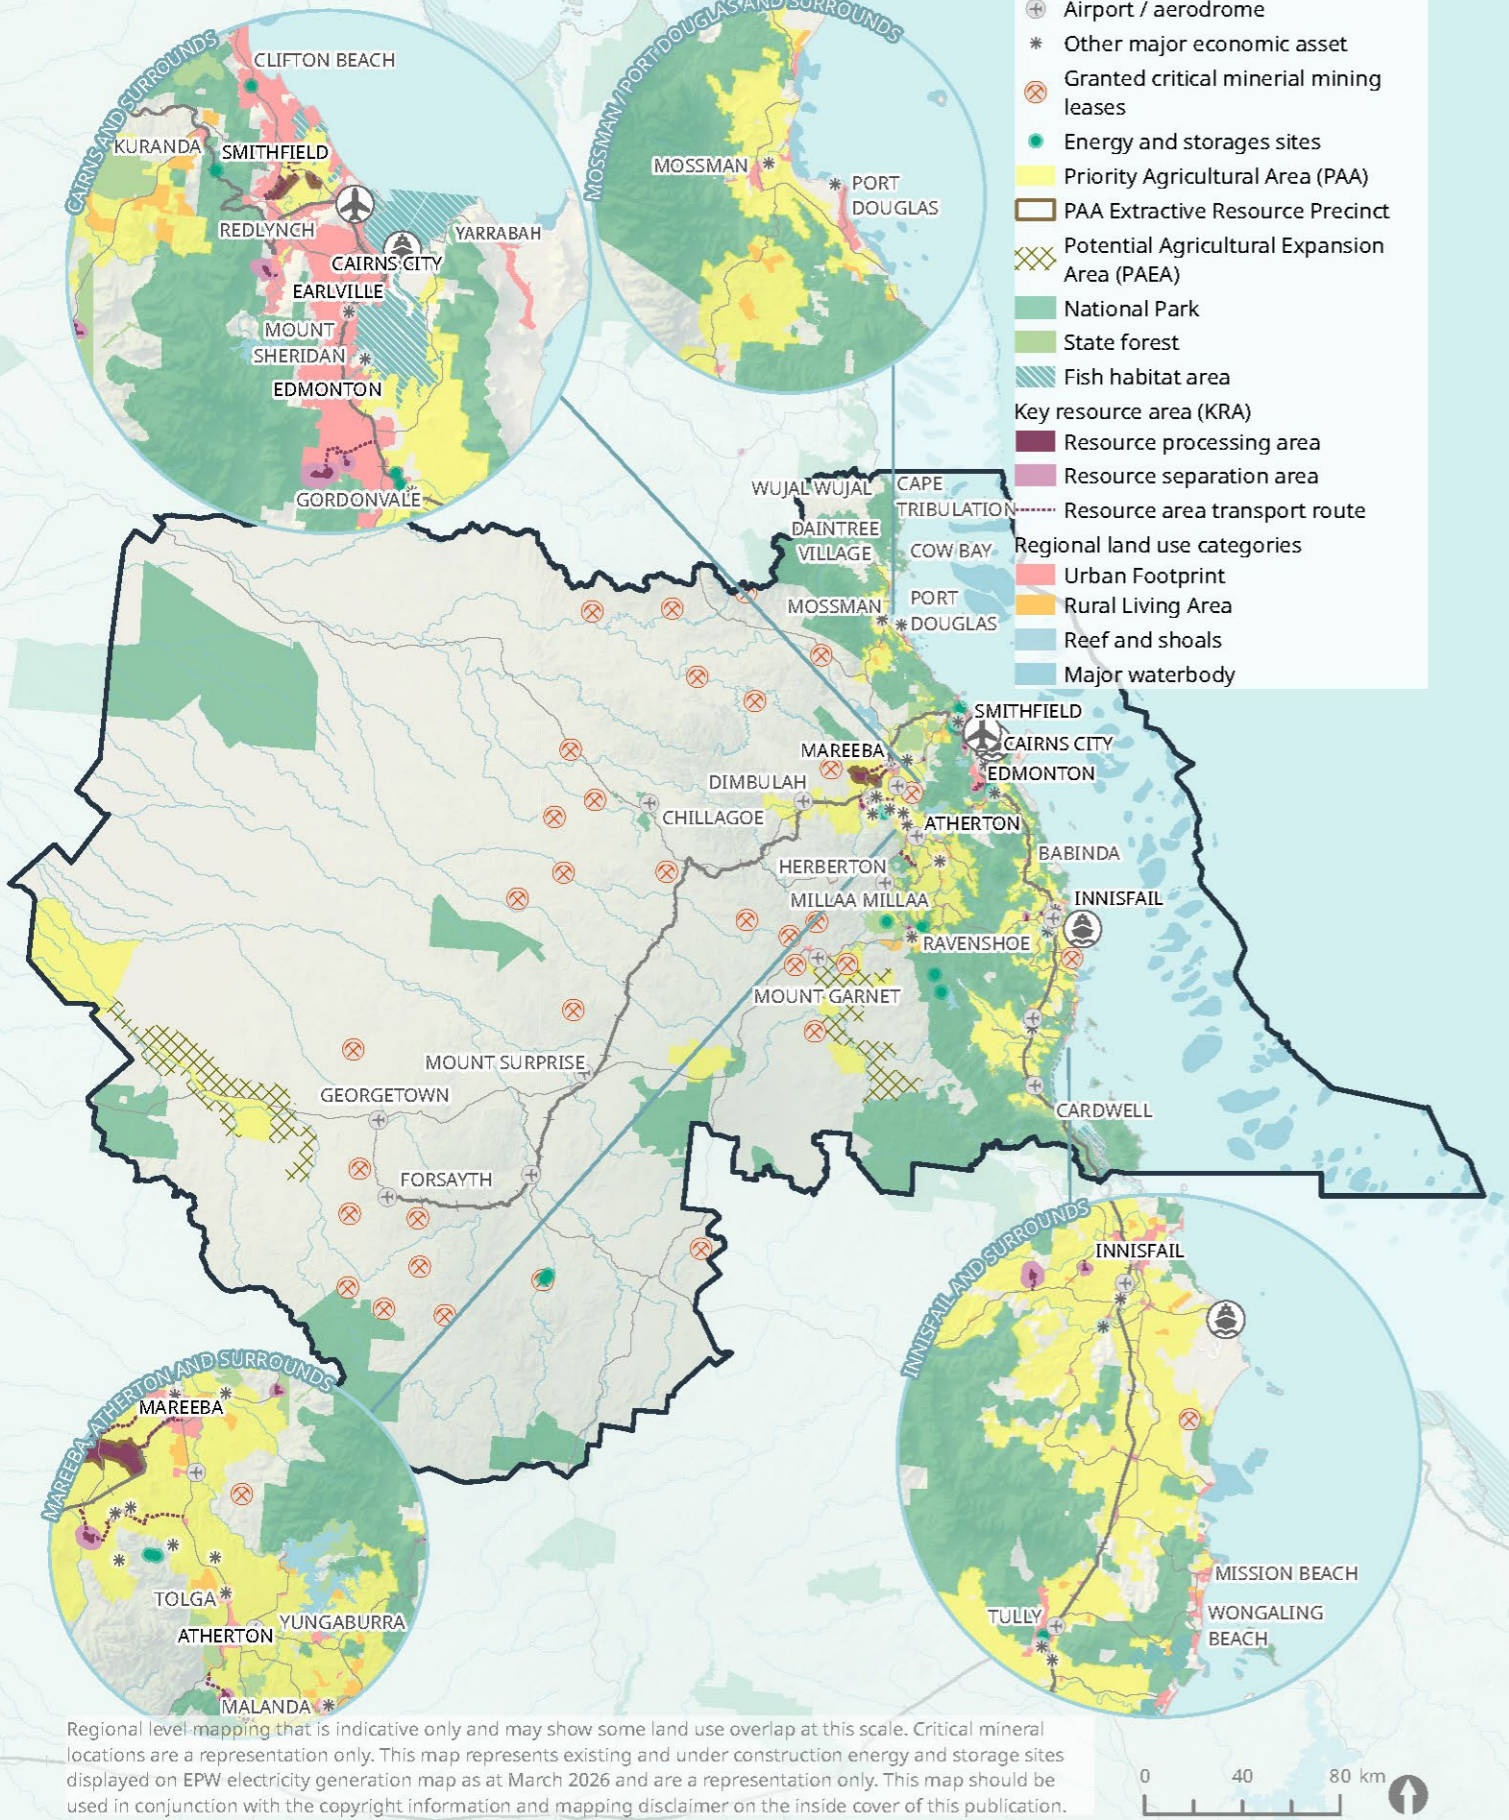 CAIRNS AND SURROUNDS
CLIFTON BEACH
KURANDA
SMITHFIELD
REDLYNCH
YARRABAH
CAIRNS CITY
EARLVILLE
MOUNT
SHERIDAN
EDMONTON
GORDONVALE
MOSSMAN / PORT DOUGLAS AND SURROUNDS
MOSSMAN
PORT
DOUGLAS
Airport / aerodrome
Other major economic asset
Granted critical minerial mining
leases
Energy and storages sites
Priority Agricultural Area (PAA)
PAA Extractive Resource Precinct
Potential Agricultural Expansion
Area (PAEA)
National Park
State forest
Fish habitat area
Key resource area (KRA)
Resource processing area
Resource separation area
Resource area transport route
Regional land use categories
Urban Footprint
Rural Living Area
Reef and shoals
Major waterbody
WUJAL WUJAL
CAPE
TRIBULATION
DAINTREE
VILLAGE
COW BAY
MOSSMAN
PORT
DOUGLAS
SMITHFIELD
CAIRNS CITY
MAREEBA
EDMONTON
DIMBULAH
CHILLAGOE
ATHERTON
BABINDA
HERBERTON
MILLAA MILLAA
INNISFAIL
RAVENSHOE
MOUNT GARNET
MOUNT SURPRISE
GEORGETOWN
CARDWELL
FORSAYTH
MAREEBA, ATHERTON AND SURROUNDS
MAREEBA
TOLGA
YUNGABURRA
ATHERTON
MALANDA
INNISFAIL AND SURROUNDS
INNISFAIL
MISSION BEACH
TULLY
WONGALING
BEACH
Regional level mapping that is indicative only and may show some land use overlap at this scale. Critical mineral
locations are a representation only. This map represents existing and under construction energy and storage sites
displayed on EPW electricity generation map as at March 2026 and are a representation only. This map should be
used in conjunction with the copyright information and mapping disclaimer on the inside cover of this publication.
0 40 80 km